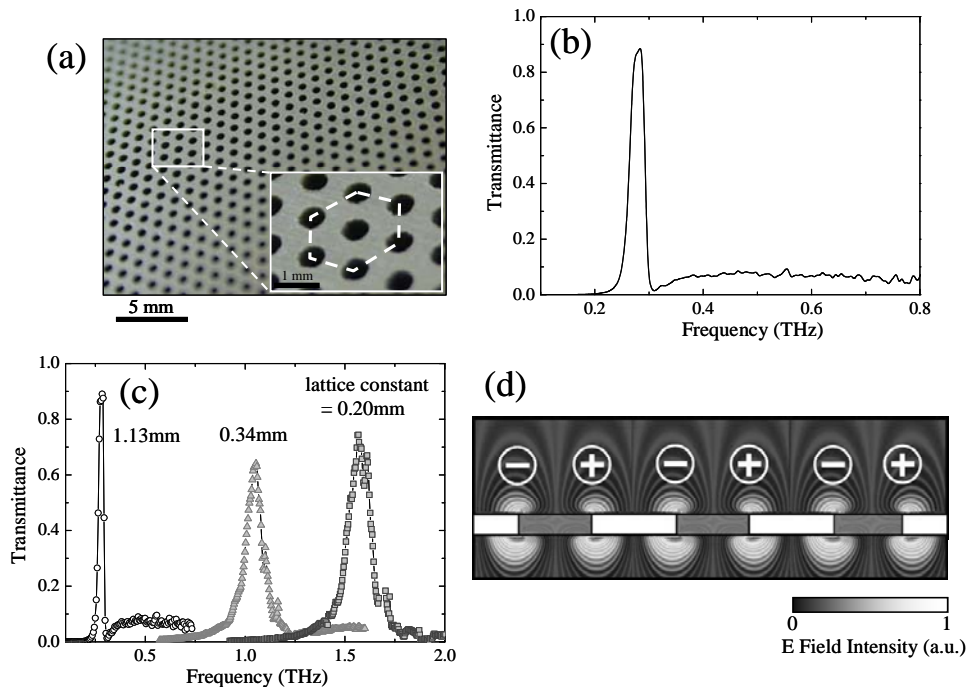 (a)
1 mm
5 mm
(b)
1.0
0.8
0.6
0.4
0.2
0.0
Transmittance
0.2
0.4
0.6
0.8
Frequency (THz)
(c)
1.0
0.8
0.6
0.4
0.2
0.0
Transmittance
lattice constant
= 0.20mm
1.13mm
0.34mm
0.5
1.0
1.5
2.0
Frequency (THz)
(d)
− + − + − +
0
1
E Field Intensity (a.u.)